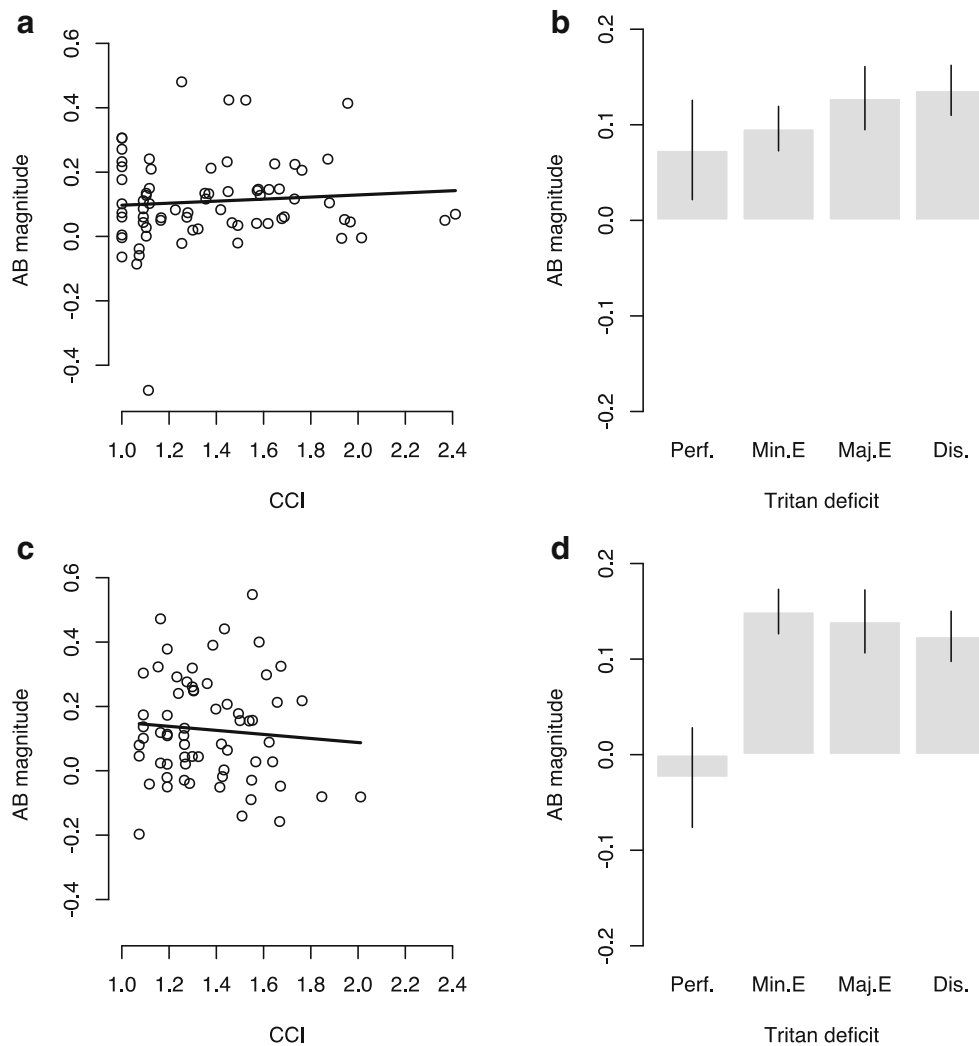 a
AB magnitude
0.6
0.4
0.2
0.0
-0.2
-0.4
1.0 1.2 1.4 1.6 1.8 2.0 2.2 2.4
CCI
b
AB magnitude
0.2
0.1
0.0
-0.1
-0.2
Perf. Min.E Maj.E Dis.
Tritan deficit
c
AB magnitude
0.6
0.4
0.2
0.0
-0.2
-0.4
1.0 1.2 1.4 1.6 1.8 2.0 2.2 2.4
CCI
d
AB magnitude
0.2
0.1
0.0
-0.1
-0.2
Perf. Min.E Maj.E Dis.
Tritan deficit